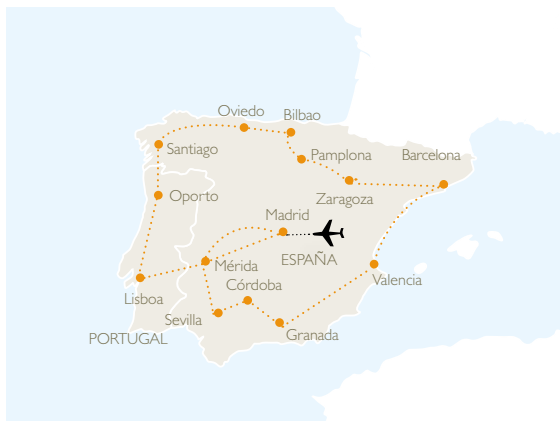 Oviedo
Bilbao
Santiago
Pamplona
Barcelona
Oporto
Zaragoza
Madrid
ESPAÑA
Mérida
Valencia
Córdoba
Lisboa
Sevilla
Granada
PORTUGAL